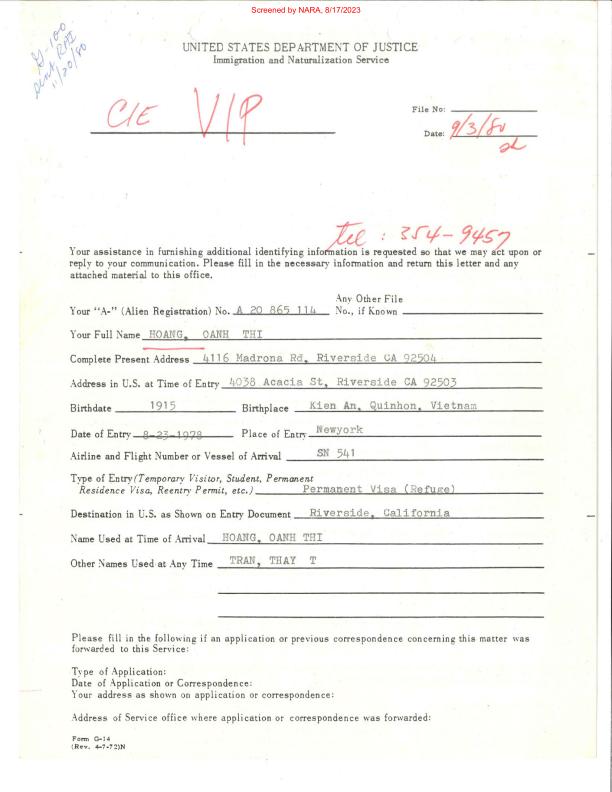 Screened by NARA, 8/17/2023
G-100
sent RAI
11/20/80
UNITED STATES DEPARTMENT OF JUSTICE
Immigration and Naturalization Service
CIE VIP
File No:
Date: 9/3/80
tel : 354-9457
Your assistance in furnishing additional identifying information is requested so that we may act upon or
reply to your communication. Please fill in the necessary information and return this letter and any
attached material to this office.
Any Other File
Your "A-" (Alien Registration) No. A 20 865 114 No., if Known
Your Full Name HOANG, OANH THI
Complete Present Address 4116 Madrona Rd, Riverside CA 92504
Address in U.S. at Time of Entry 4038 Acacia St, Riverside CA 92503
Birthdate 1915 Birthplace Kien An, Quinhon, Vietnam
Date of Entry 8-23-1978 Place of Entry Newyork
Airline and Flight Number or Vessel of Arrival SN 541
Type of Entry (Temporary Visitor, Student, Permanent
Residence Visa, Reentry Permit, etc.) Permanent Visa (Refuge)
Destination in U.S. as Shown on Entry Document Riverside, California
Name Used at Time of Arrival HOANG, OANH THI
Other Names Used at Any Time TRAN, THAY T
Please fill in the following if an application or previous correspondence concerning this matter was
forwarded to this Service:
Type of Application:
Date of Application or Correspondence:
Your address as shown on application or correspondence:
Address of Service office where application or correspondence was forwarded:
Form G-14
(Rev. 4-7-72)N